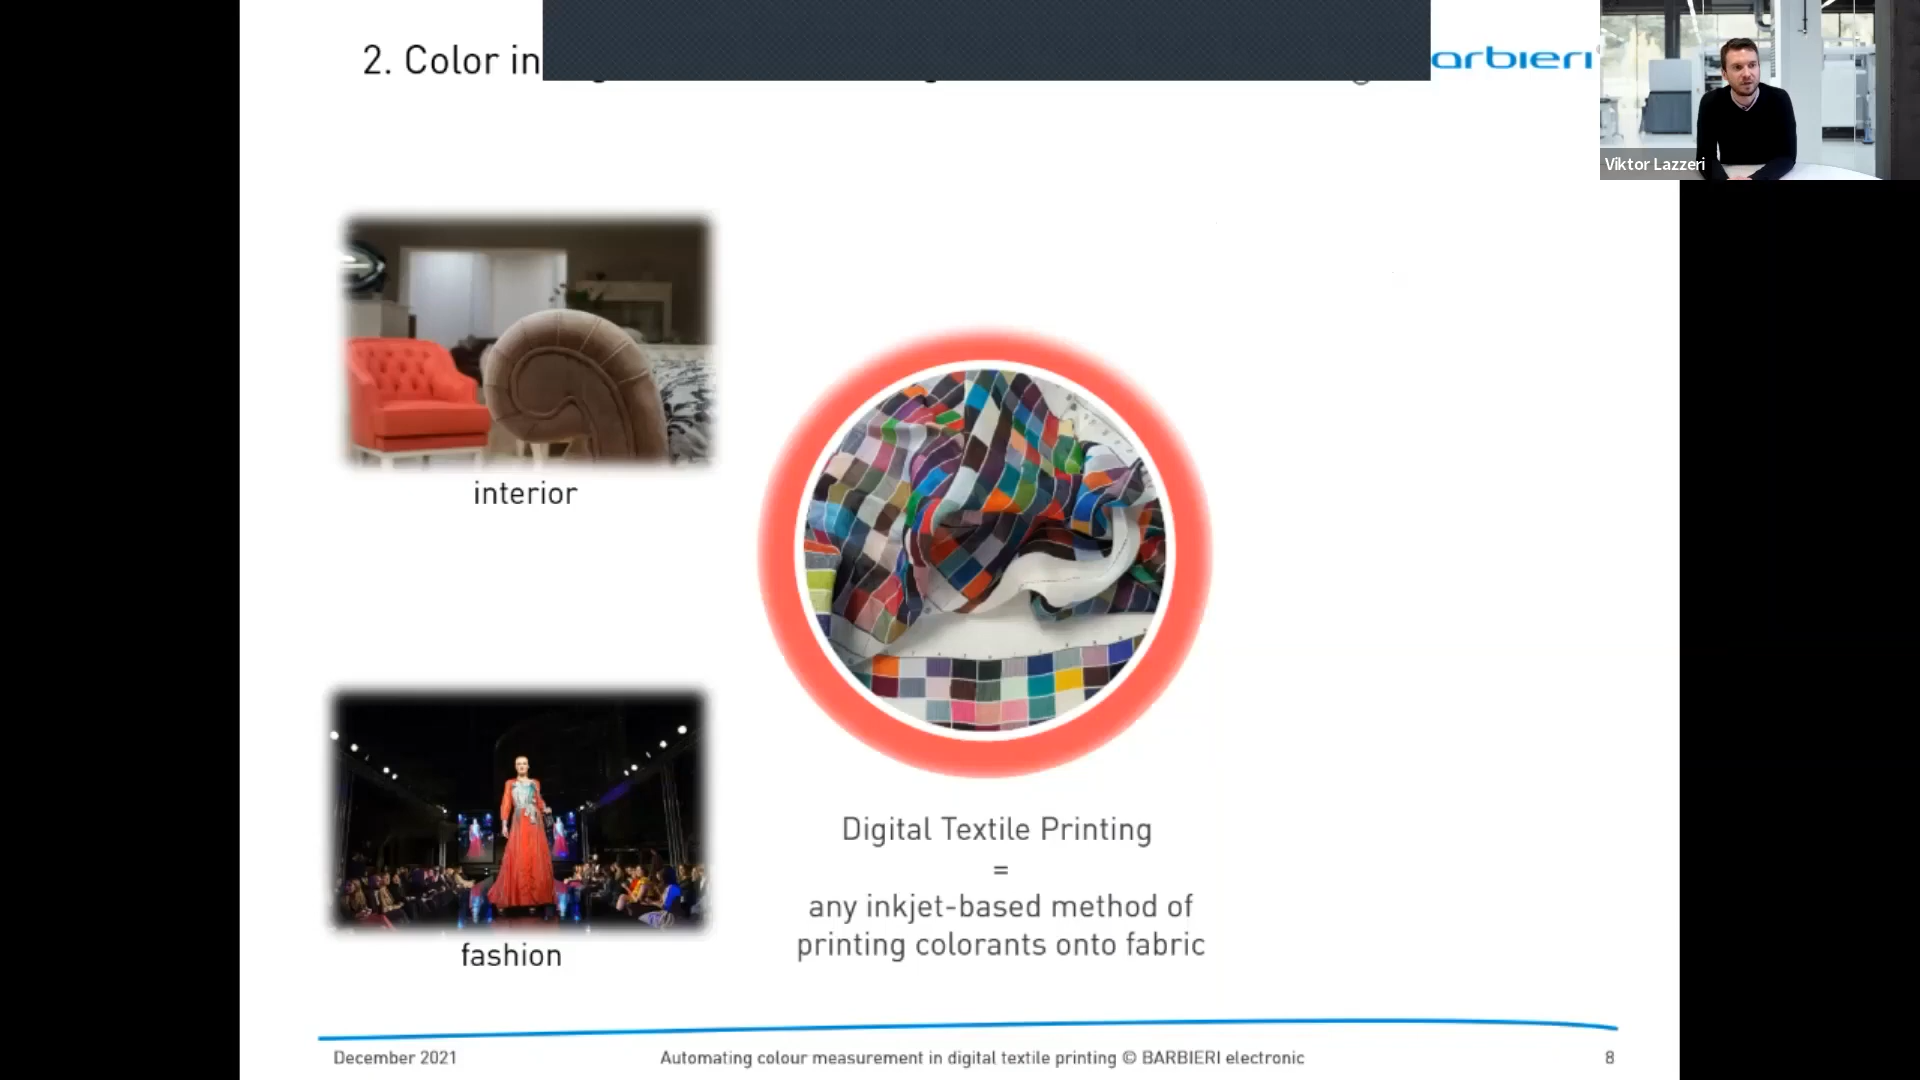 2. Color in
arbieri
Viktor Lazzeri
interior
fashion
Digital Textile Printing
=
any inkjet-based method of
printing colorants onto fabric
December 2021
Automating colour measurement in digital textile printing © BARBIERI electronic
8